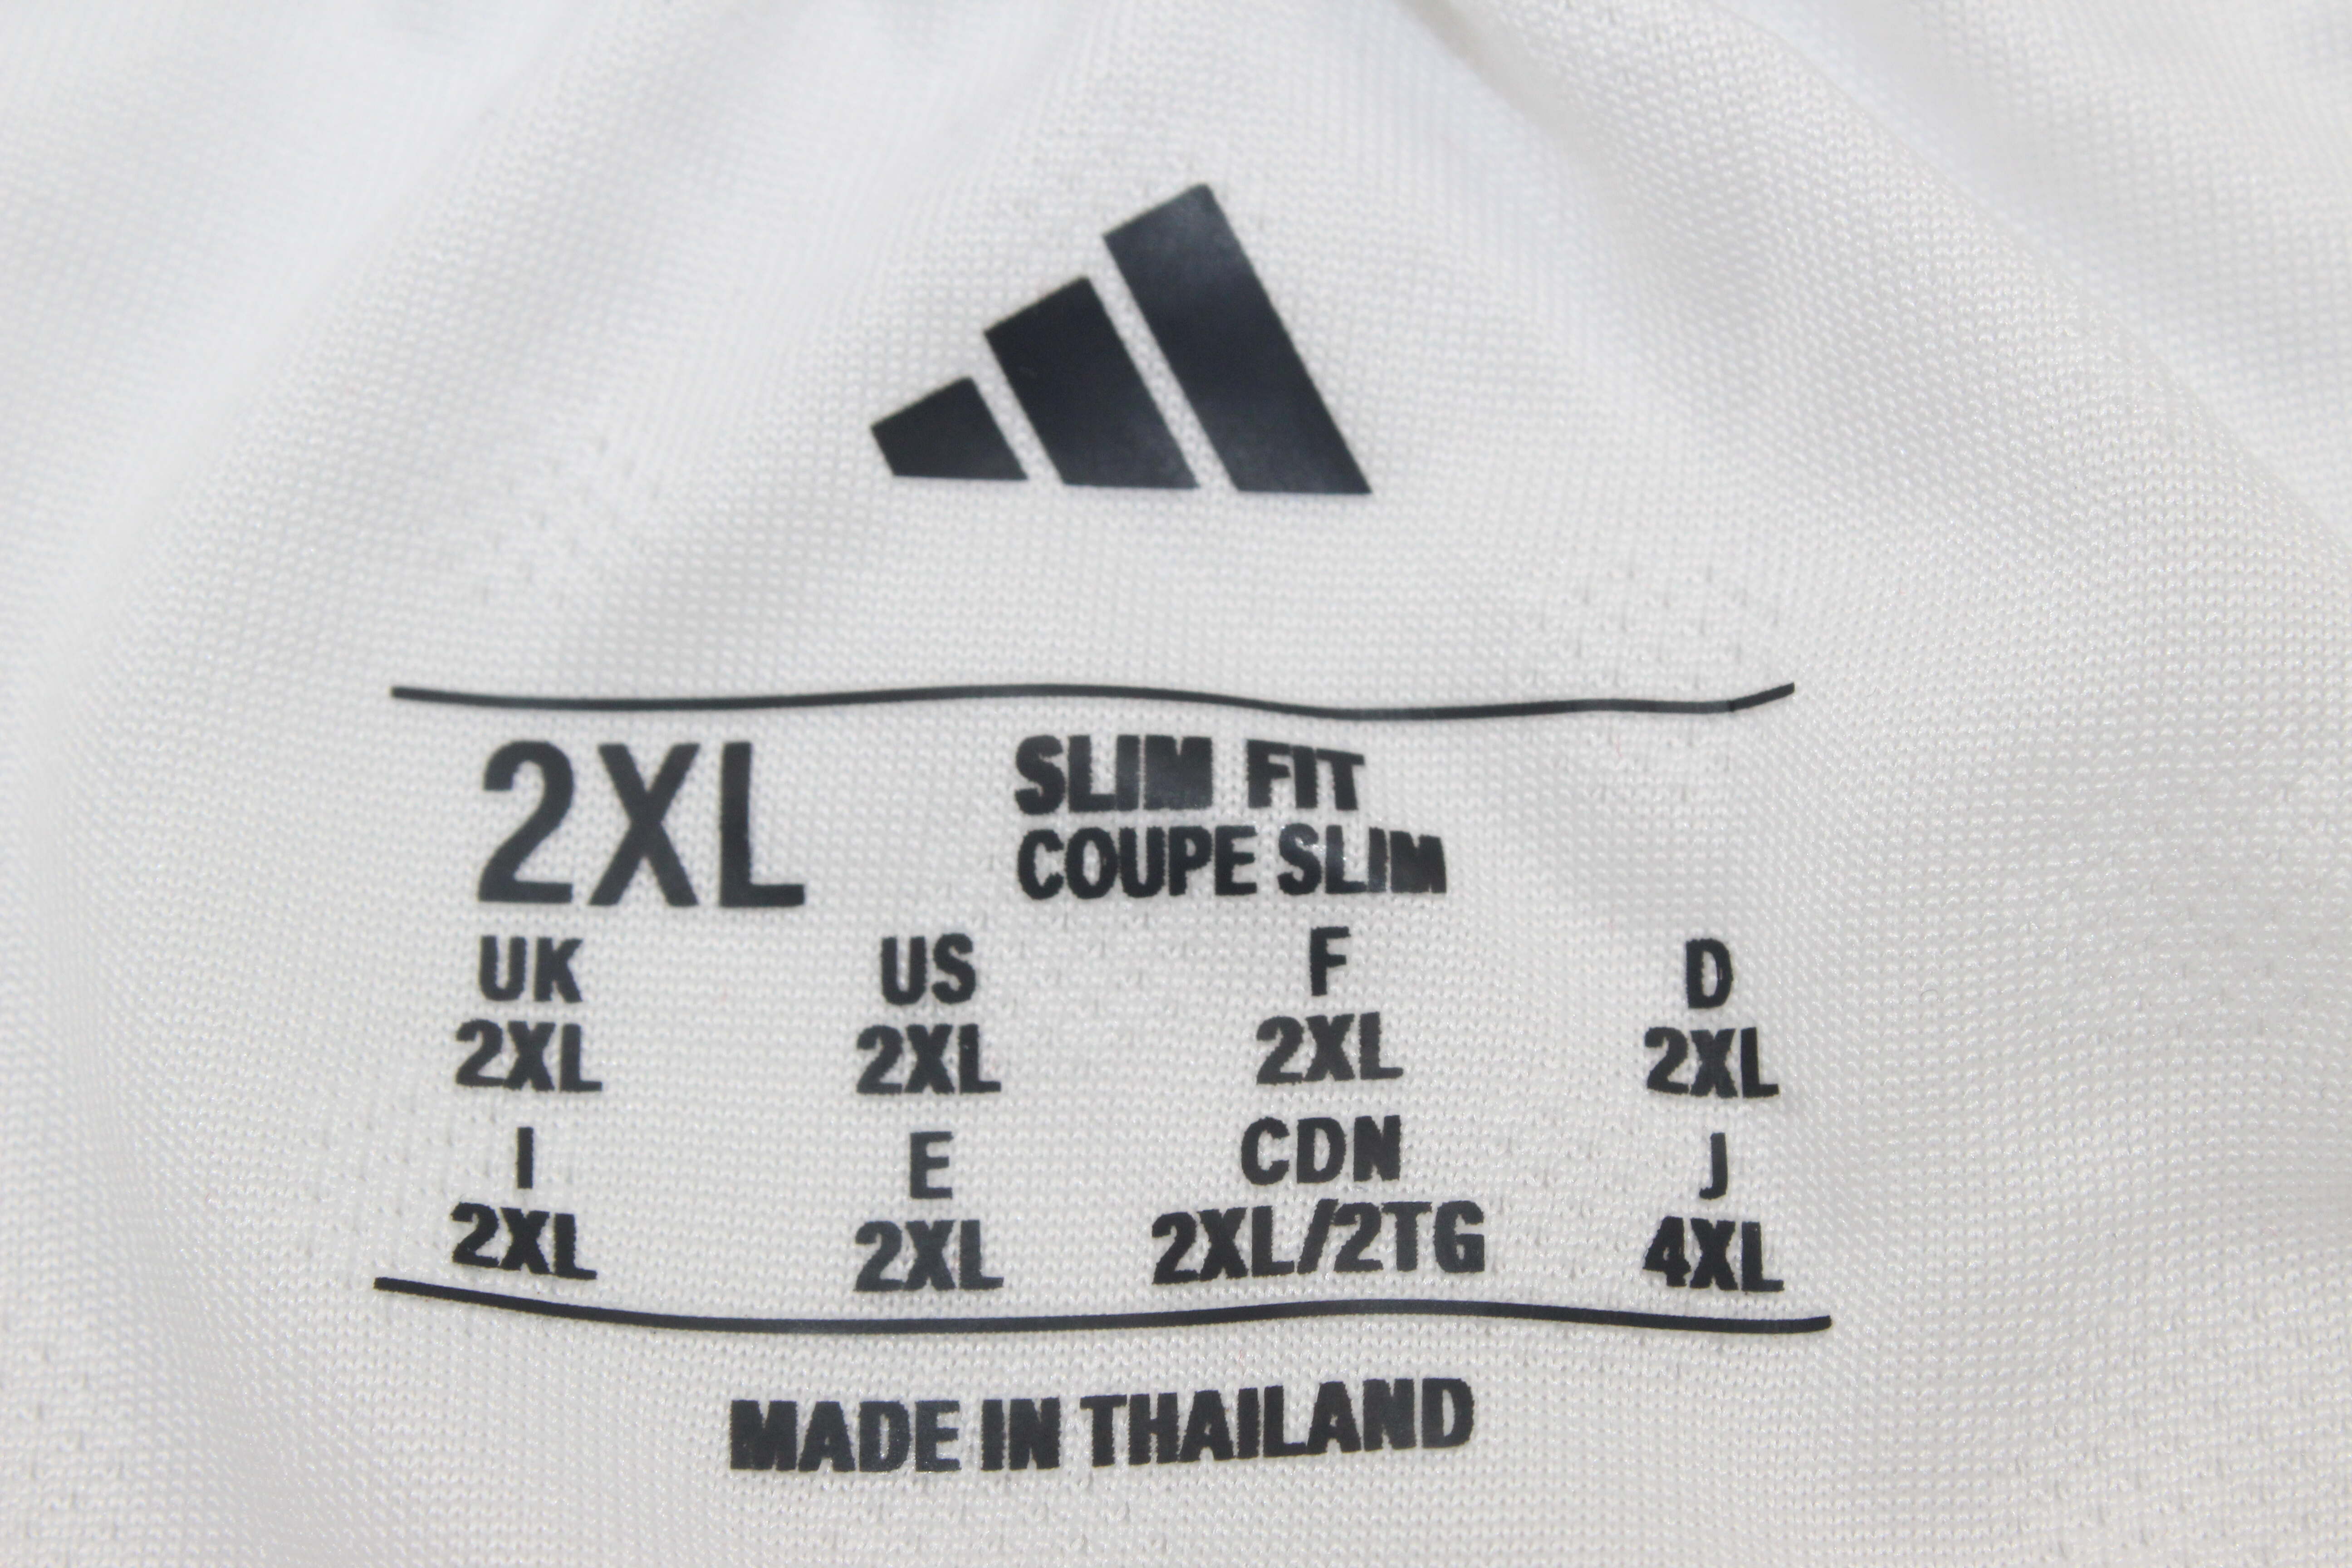 2XL SLIM FIT
COUPE SLIM
UK US F D
2XL 2XL 2XL 2XL
I E CDN J
2XL 2XL 2XL/2TG 4XL
MADE IN THAILAND